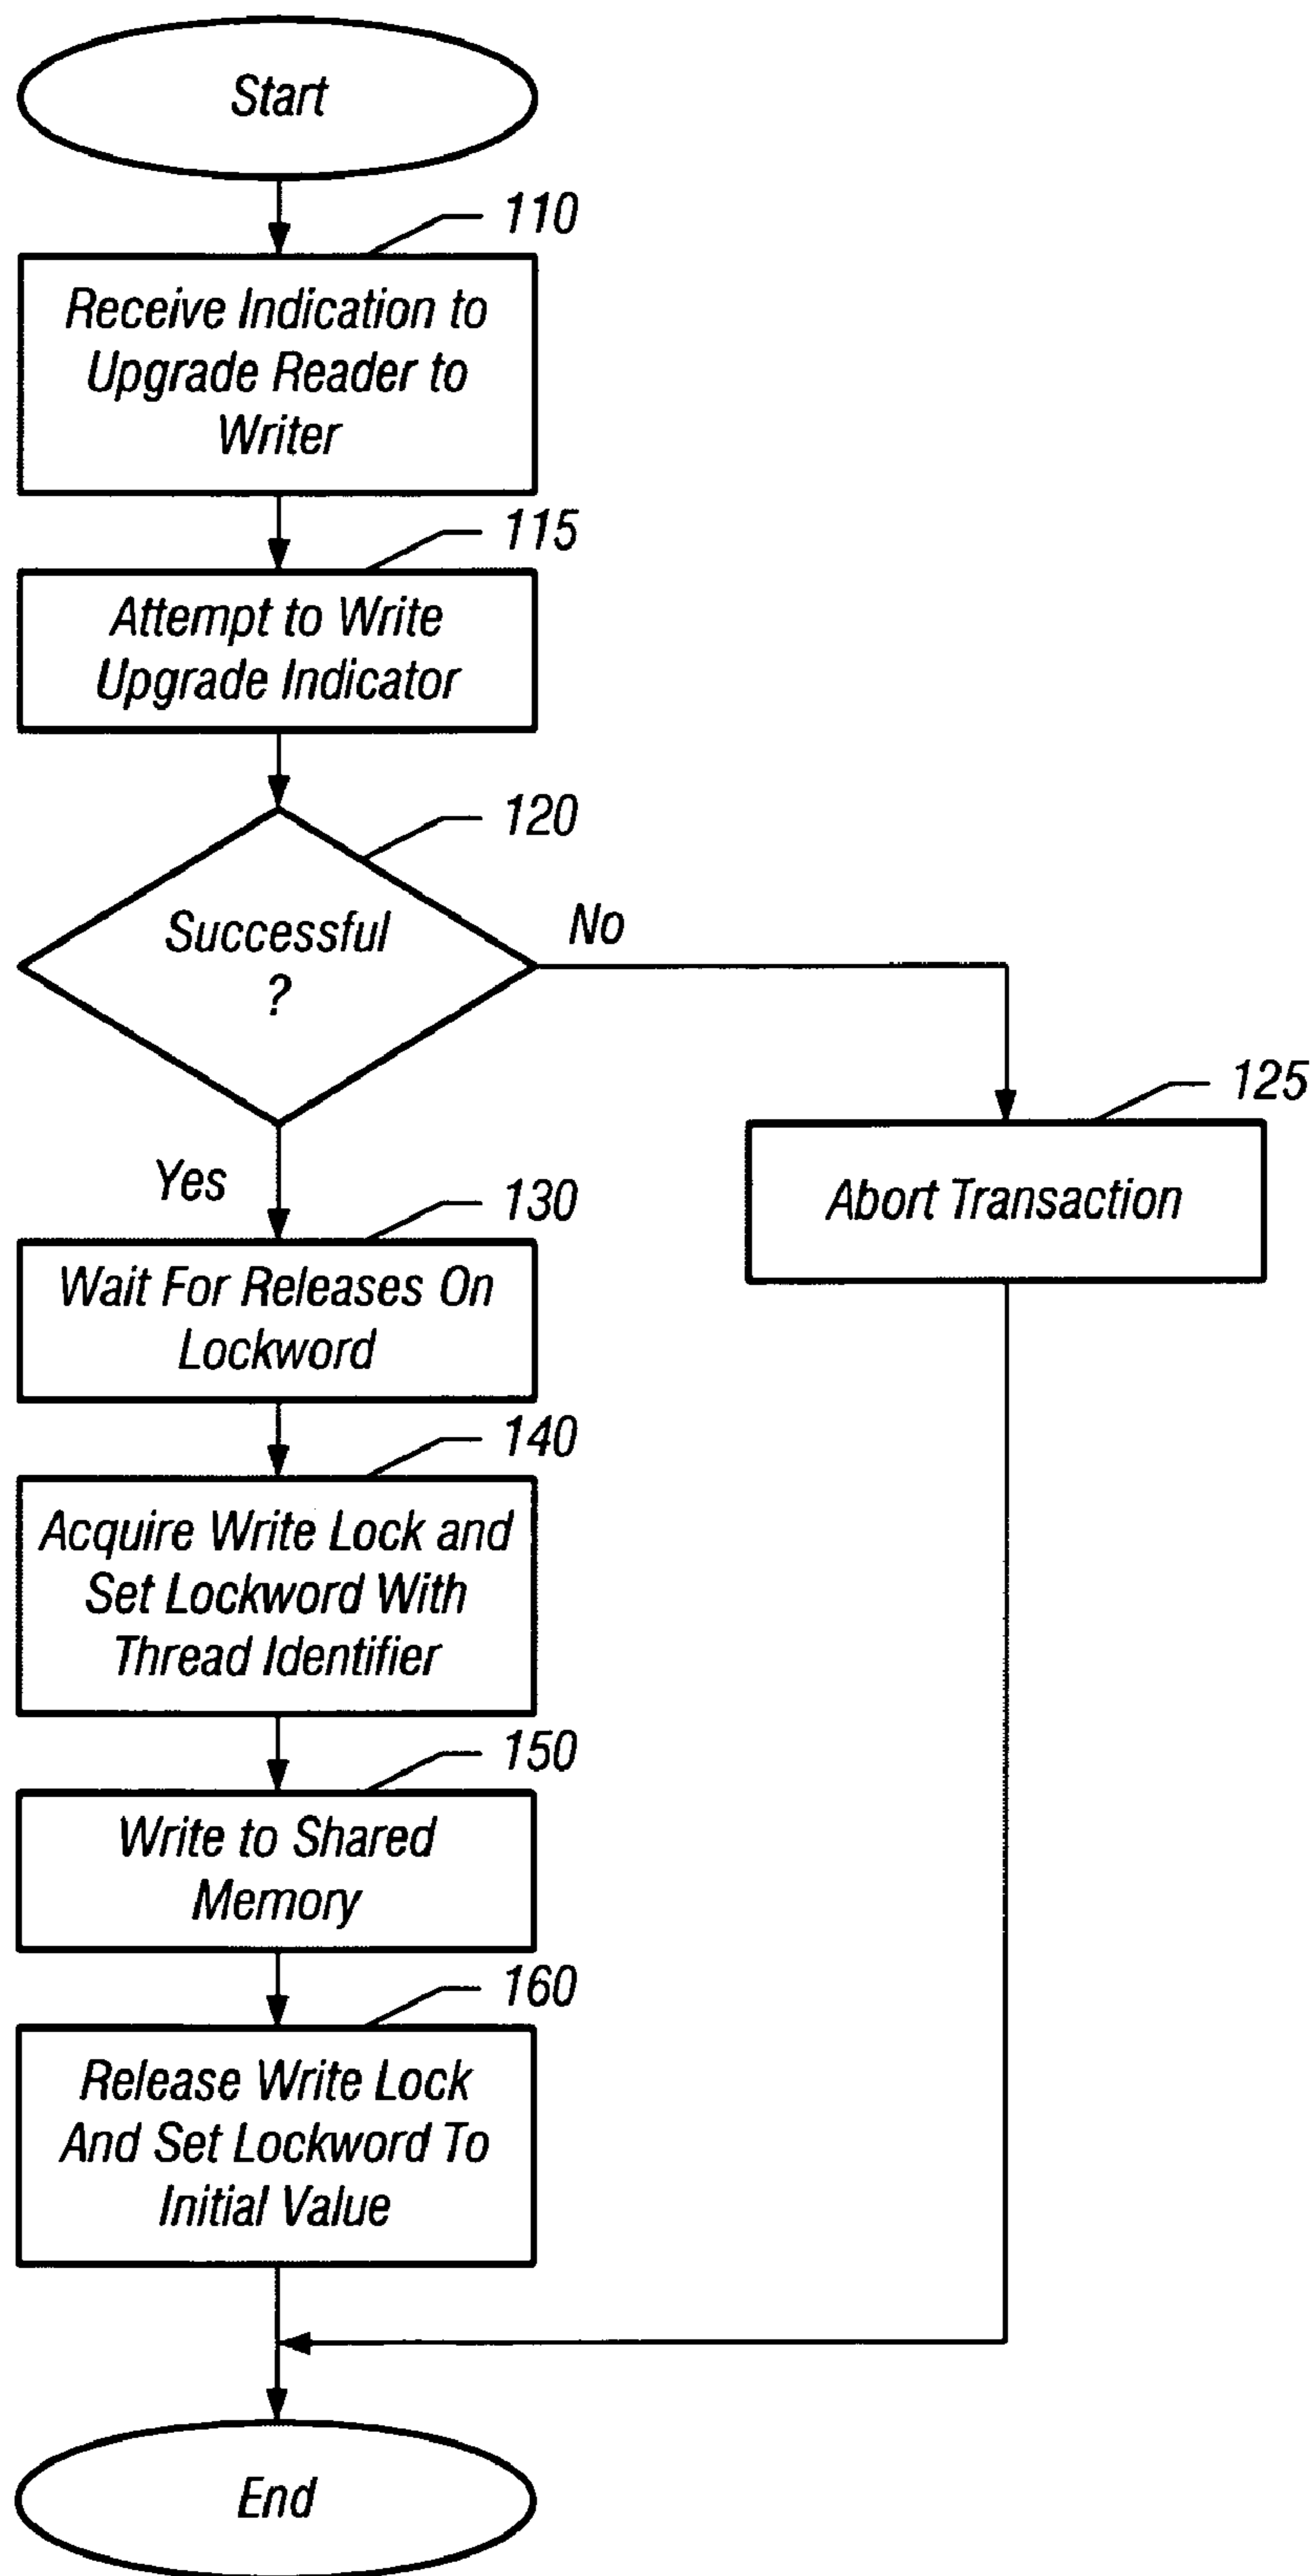 Start
110
Receive Indication to
Upgrade Reader to
Writer
115
Attempt to Write
Upgrade Indicator
120
Successful
?
No
125
Abort Transaction
Yes
130
Wait For Releases On
Lockword
140
Acquire Write Lock and
Set Lockword With
Thread Identifier
150
Write to Shared
Memory
160
Release Write Lock
And Set Lockword To
Initial Value
End